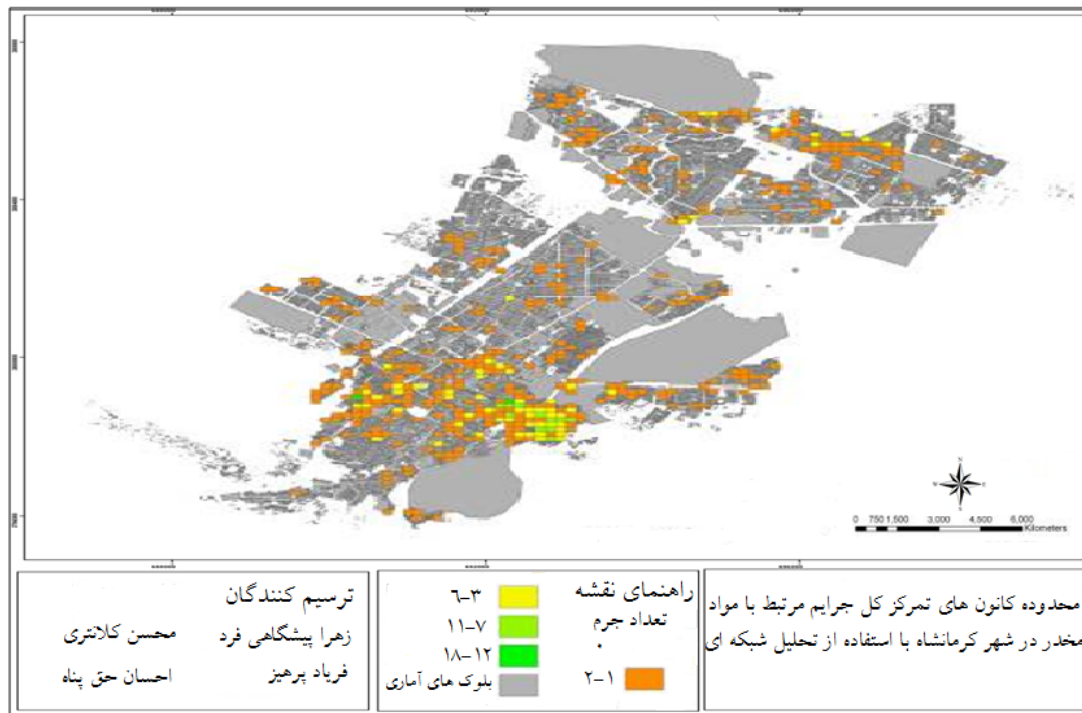 N
W
E
S
0 750 1,500 3,000 4,500 6,000
Kilometers
محدوده کانون های تمرکز کل جرایم مرتبط با مواد
مخدر در شهر کرمانشاه با استفاده از تحلیل شبکه ای
راهنمای نقشه
تعداد جرم
۰
۲-۱
۶-۳
۱۱-۷
۱۸-۱۲
بلوک های آماری
ترسیم کنندگان
زهرا پیشگاهی فرد
محسن کلانتری
فرياد پرهیز
احسان حق پناه